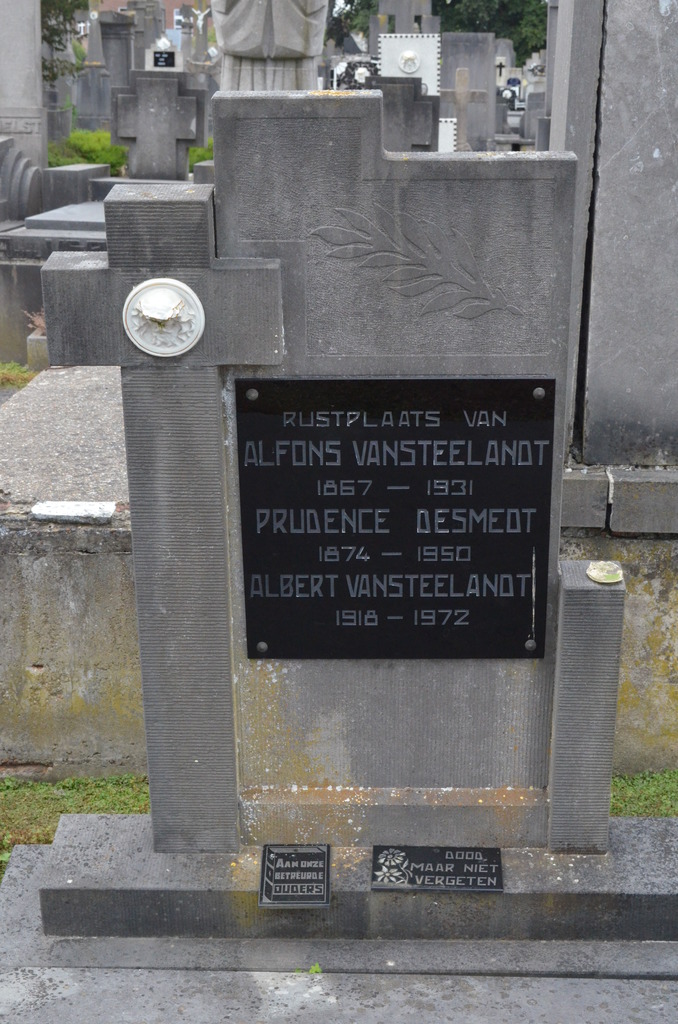 ELST
RUSTPLAATS VAN
ALFONS VANSTEELANDT
1867 — 1931
PRUDENCE DESMEDT
1874 — 1950
ALBERT VANSTEELANDT
1918 — 1972
AAN ONZE
BETREURDE
OUDERS
DOOD,
MAAR NIET
VERGETEN